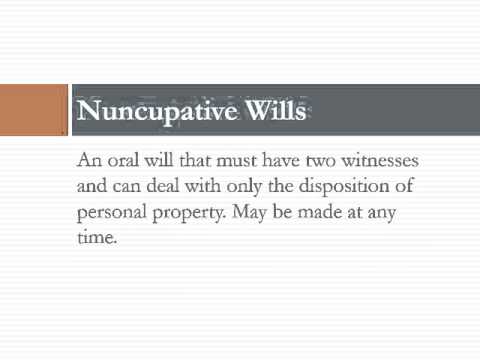 Nuncupative Wills
An oral will that must have two witnesses
and can deal with only the disposition of
personal property. May be made at any
time.